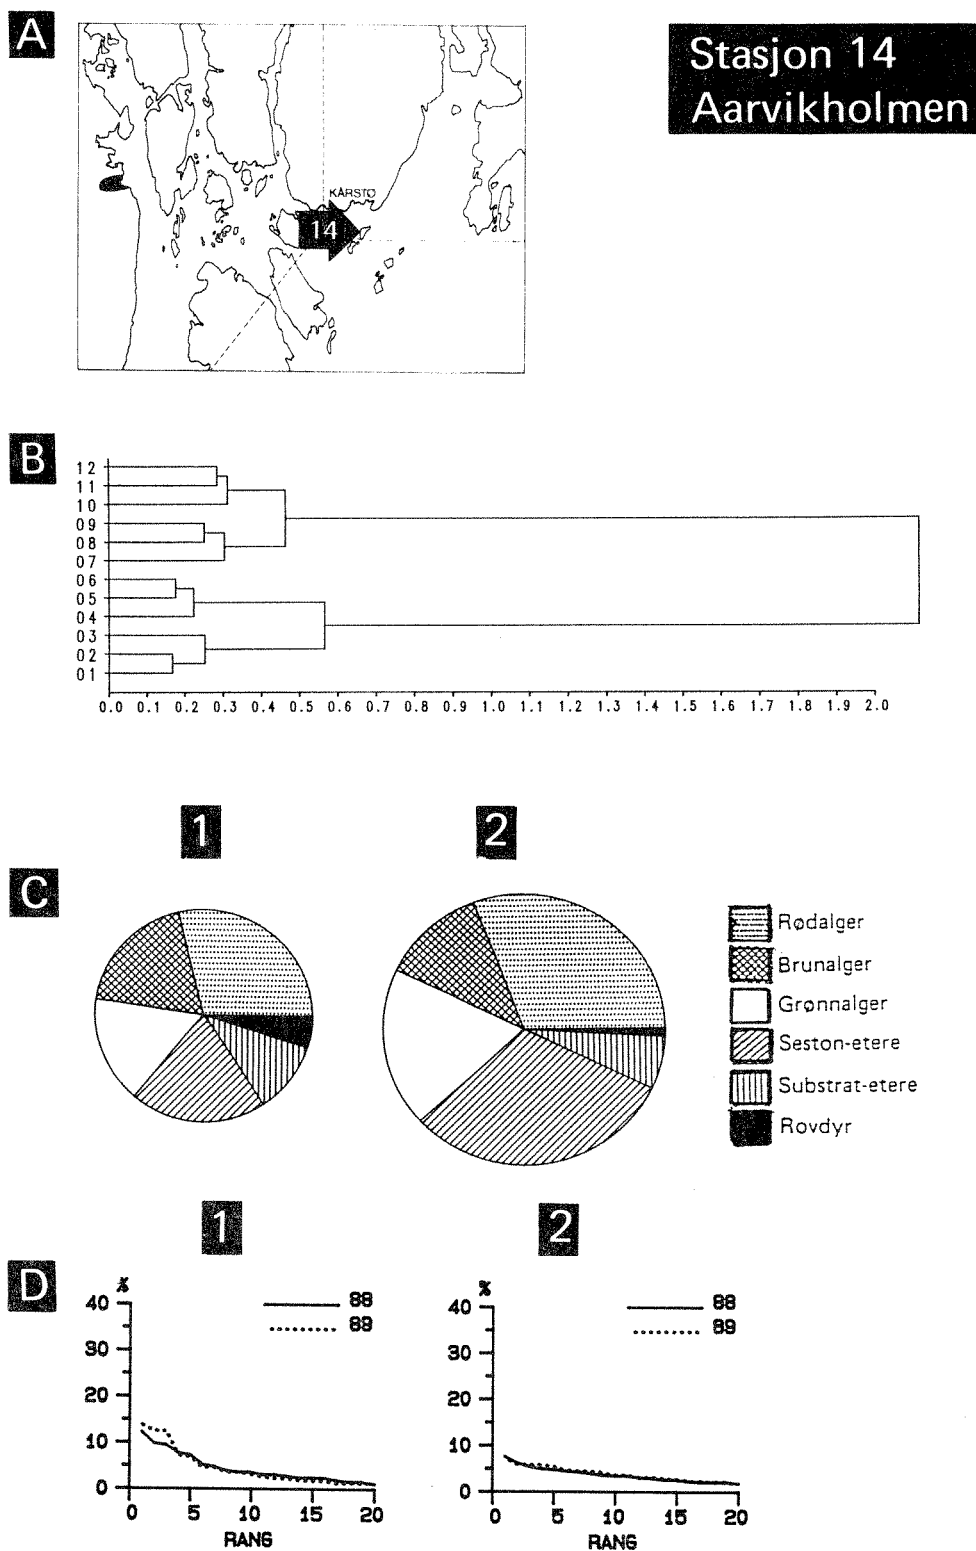 A
Stasjon 14
Aarvikholmen
KÅRSTØ
14
B
12
11
10
09
08
07
06
05
04
03
02
01
0.0 0.1 0.2 0.3 0.4 0.5 0.6 0.7 0.8 0.9 1.0 1.1 1.2 1.3 1.4 1.5 1.6 1.7 1.8 1.9 2.0
1 2
C
Rødalger
Brunalger
Grønnalger
Seston-etere
Substrat-etere
Rovdyr
1 2
D
%
40
30
20
10
0
88
89
0 5 10 15 20
RANG
%
40
30
20
10
0
88
89
0 5 10 15 20
RANG